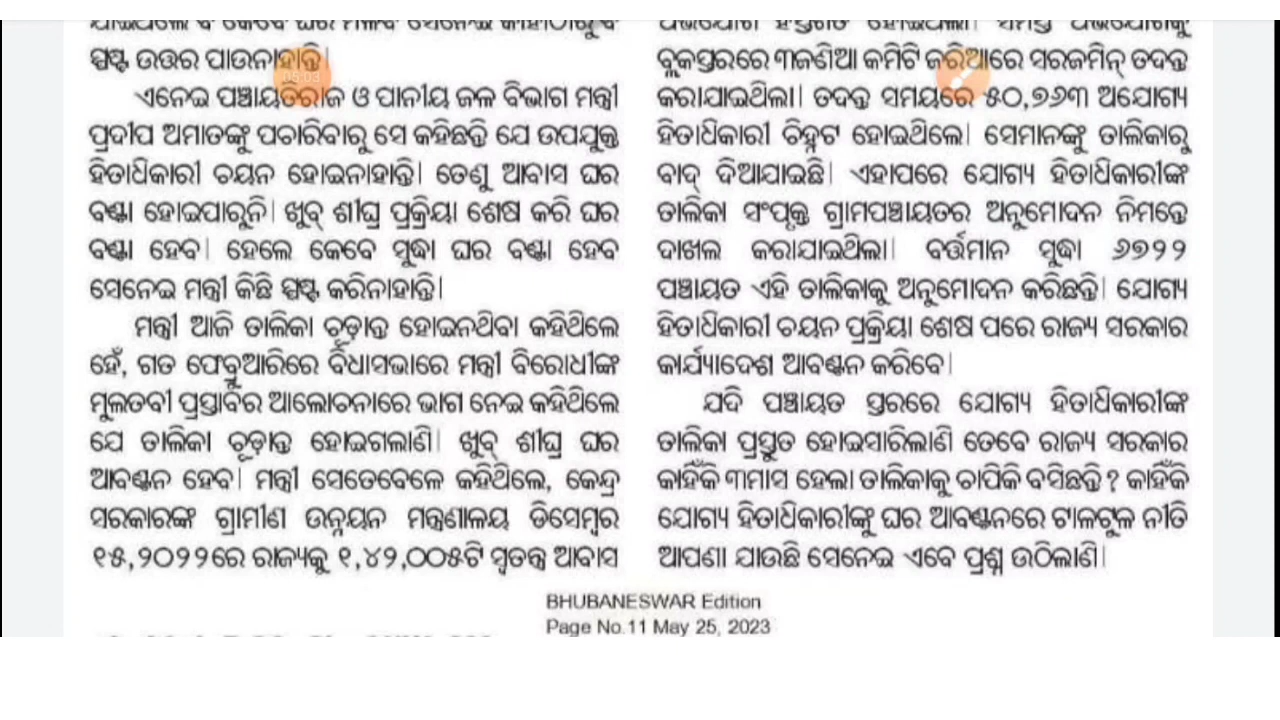 ସ୍ପଷ୍ଟ ଉତ୍ତର ପାଉନାହାନ୍ତି।
05:03
ଏନେଇ ପଞ୍ଚାୟତିରାଜ ଓ ପାନୀୟ ଜଳ ବିଭାଗ ମନ୍ତ୍ରୀ
ପ୍ରଦୀପ ଅମାତଙ୍କୁ ପଚାରିବାରୁ ସେ କହିଛନ୍ତି ଯେ ଉପଯୁକ୍ତ
ହିତାଧିକାରୀ ଚୟନ ହୋଇନାହାନ୍ତି। ତେଣୁ ଆବାସ ଘର
ବଣ୍ଟା ହୋଇପାରୁନି। ଖୁବ୍ ଶୀଘ୍ର ପ୍ରକ୍ରିୟା ଶେଷ କରି ଘର
ବଣ୍ଟା ହେବ। ହେଲେ କେବେ ସୁଦ୍ଧା ଘର ବଣ୍ଟା ହେବ
ସେନେଇ ମନ୍ତ୍ରୀ କିଛି ସ୍ପଷ୍ଟ କରିନାହାନ୍ତି।
ମନ୍ତ୍ରୀ ଆଜି ତାଲିକା ଚୂଡ଼ାନ୍ତ ହୋଇନଥିବା କହିଥିଲେ
ହେଁ, ଗତ ଫେବ୍ରୁଆରିରେ ବିଧାସଭାରେ ମନ୍ତ୍ରୀ ବିରୋଧୀଙ୍କ
ମୁଲତବୀ ପ୍ରସ୍ତାବର ଆଲୋଚନାରେ ଭାଗ ନେଇ କହିଥିଲେ
ଯେ ତାଲିକା ଚୂଡ଼ାନ୍ତ ହୋଇଗଲାଣି। ଖୁବ୍ ଶୀଘ୍ର ଘର
ଆବଣ୍ଟନ ହେବ। ମନ୍ତ୍ରୀ ସେତେବେଳେ କହିଥିଲେ, କେନ୍ଦ୍ର
ସରକାରଙ୍କ ଗ୍ରାମୀଣ ଉନ୍ନୟନ ମନ୍ତ୍ରଣାଳୟ ଡିସେମ୍ବର
୧୫,୨୦୨୨ରେ ରାଜ୍ୟକୁ ୧,୪୨,୦୦୫ଟି ସ୍ୱତନ୍ତ୍ର ଆବାସ
ବ୍ଲକସ୍ତରରେ ୩ଜଣିଆ କମିଟି ଜରିଆରେ ସରଜମିନ୍ ତଦନ୍ତ
କରାଯାଇଥିଲା। ତଦନ୍ତ ସମୟରେ ୫୦,୭୬୩ ଅଯୋଗ୍ୟ
ହିତାଧିକାରୀ ଚିହ୍ନଟ ହୋଇଥିଲେ। ସେମାନଙ୍କୁ ତାଲିକାରୁ
ବାଦ୍ ଦିଆଯାଇଛି। ଏହାପରେ ଯୋଗ୍ୟ ହିତାଧିକାରୀଙ୍କ
ତାଲିକା ସଂପୃକ୍ତ ଗ୍ରାମପଞ୍ଚାୟତର ଅନୁମୋଦନ ନିମନ୍ତେ
ଦାଖଲ କରାଯାଇଥିଲା। ବର୍ତ୍ତମାନ ସୁଦ୍ଧା ୬୭୨୨
ପଞ୍ଚାୟତ ଏହି ତାଲିକାକୁ ଅନୁମୋଦନ କରିଛନ୍ତି। ଯୋଗ୍ୟ
ହିତାଧିକାରୀ ଚୟନ ପ୍ରକ୍ରିୟା ଶେଷ ପରେ ରାଜ୍ୟ ସରକାର
କାର୍ଯ୍ୟାଦେଶ ଆବଣ୍ଟନ କରିବେ।
ଯଦି ପଞ୍ଚାୟତ ସ୍ତରରେ ଯୋଗ୍ୟ ହିତାଧିକାରୀଙ୍କ
ତାଲିକା ପ୍ରସ୍ତୁତ ହୋଇସାରିଲାଣି ତେବେ ରାଜ୍ୟ ସରକାର
କାହିଁକି ୩ମାସ ହେଲା ତାଲିକାକୁ ଚାପିକି ବସିଛନ୍ତି ? କାହିଁକି
ଯୋଗ୍ୟ ହିତାଧିକାରୀଙ୍କୁ ଘର ଆବଣ୍ଟନରେ ଟାଳଟୁଳ ନୀତି
ଆପଣା ଯାଉଛି ସେନେଇ ଏବେ ପ୍ରଶ୍ନ ଉଠିଲାଣି।
BHUBANESWAR Edition
Page No.11 May 25, 2023